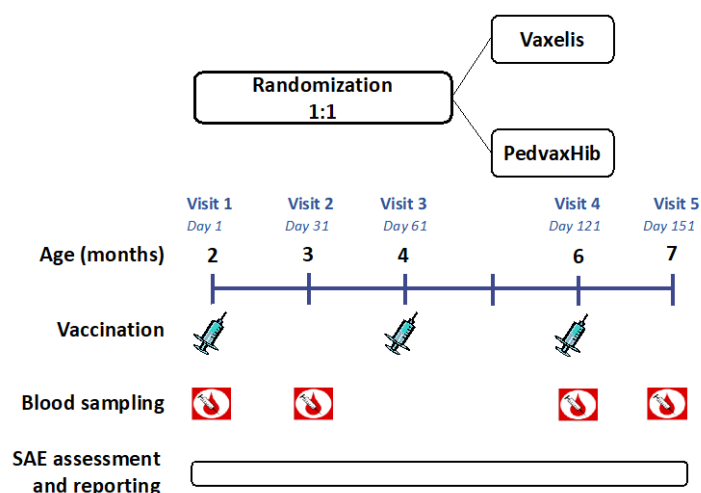 Vaxelis
Randomization
1:1
PedvaxHib
Visit 1 Visit 2 Visit 3 Visit 4 Visit 5
Day 1 Day 31 Day 61 Day 121 Day 151
Age (months) 2 3 4 6 7
Vaccination
Blood sampling
SAE assessment
and reporting